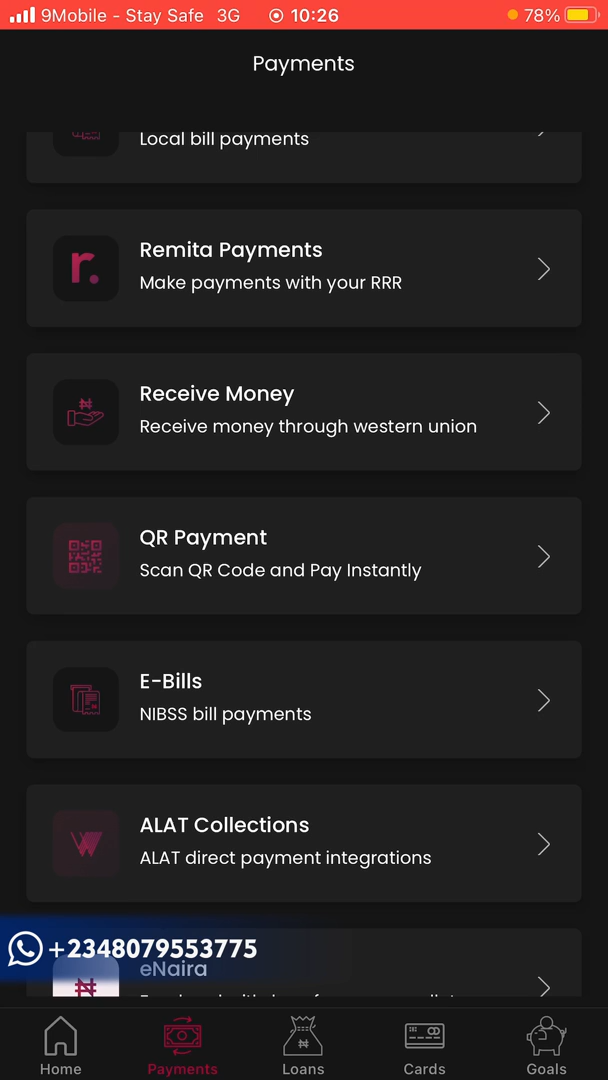 9Mobile - Stay Safe 3G 10:26 78%
Payments
Local bill payments
r.
Remita Payments
Make payments with your RRR
Receive Money
Receive money through western union
QR Payment
Scan QR Code and Pay Instantly
E-Bills
NIBSS bill payments
ALAT Collections
ALAT direct payment integrations
+2348079553775
eNaira
Home Payments Loans Cards Goals